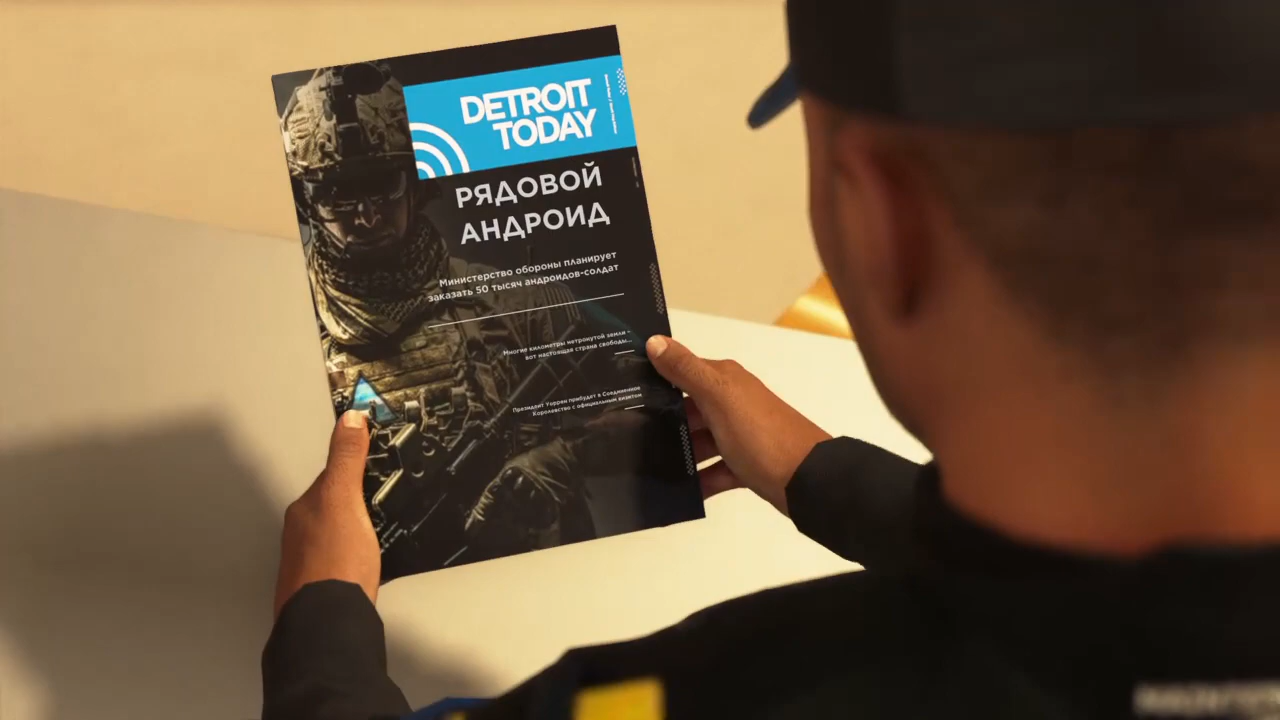 DETROIT
TODAY
РЯДОВОЙ
АНДРОИД
Министерство обороны планирует
заказать 50 тысяч андроидов-солдат
Многие километры нетронутой земли –
вот настоящая страна свободы...
Президент Уоррен прибудет в Соединенное
Королевство с официальным визитом